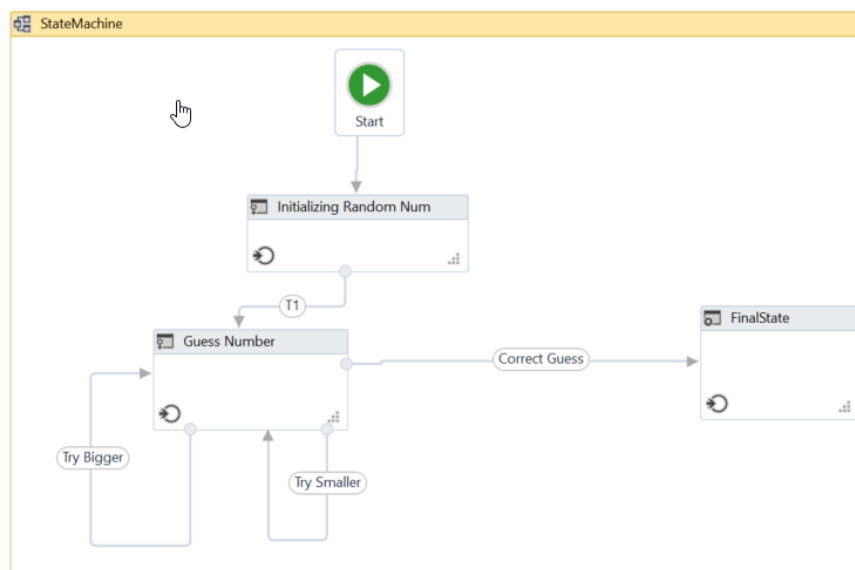 StateMachine
Start
Initializing Random Num
T1
Guess Number
FinalState
Correct Guess
Try Bigger
Try Smaller